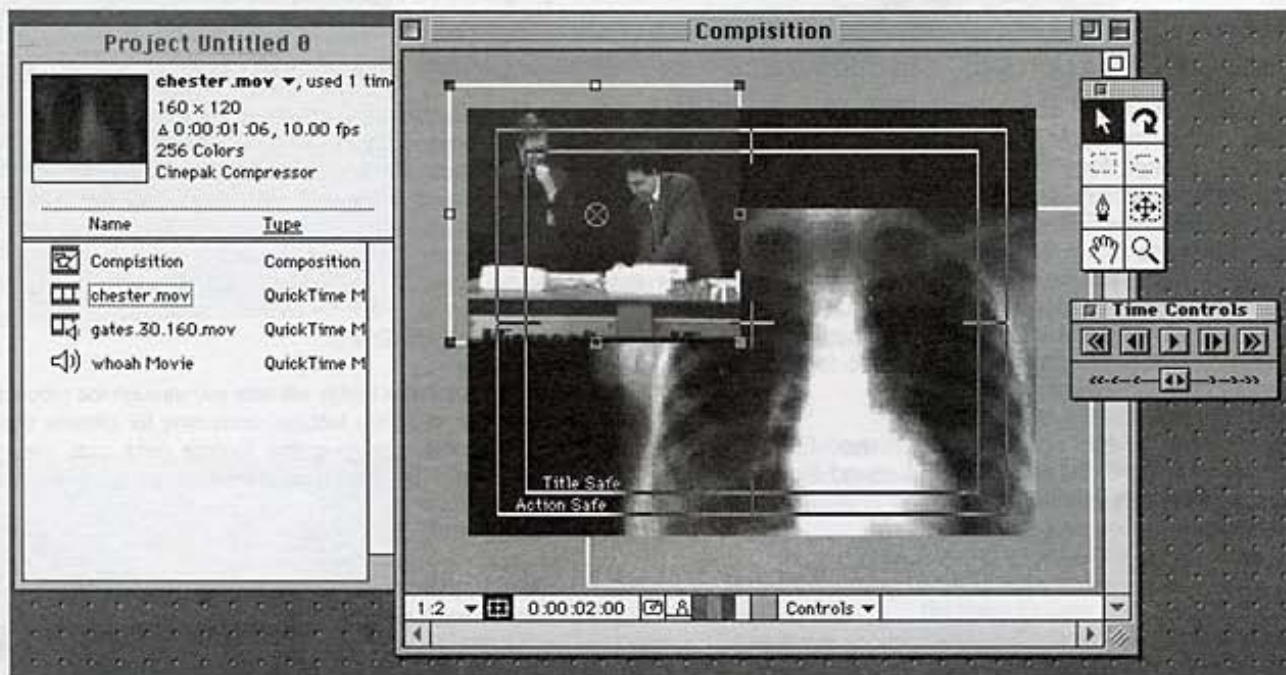 Project Untitled 0
chester.mov ▾, used 1 time
160 x 120
Δ 0:00:01:06, 10.00 fps
256 Colors
Cinepak Compressor
Name Type
Compisition Composition
chester.mov QuickTime M
gates.30.160.mov QuickTime M
whoah Movie QuickTime M
Compisition
Title Safe
Action Safe
1:2 ▾ 0:00:02:00 Controls ▾
Time Controls